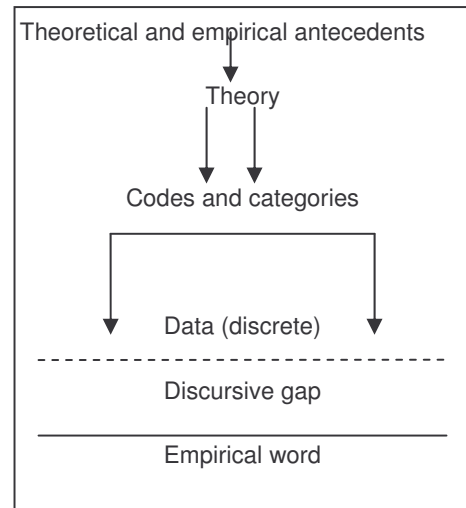 Theoretical and empirical antecedents
Theory
Codes and categories
Data (discrete)
Discursive gap
Empirical word